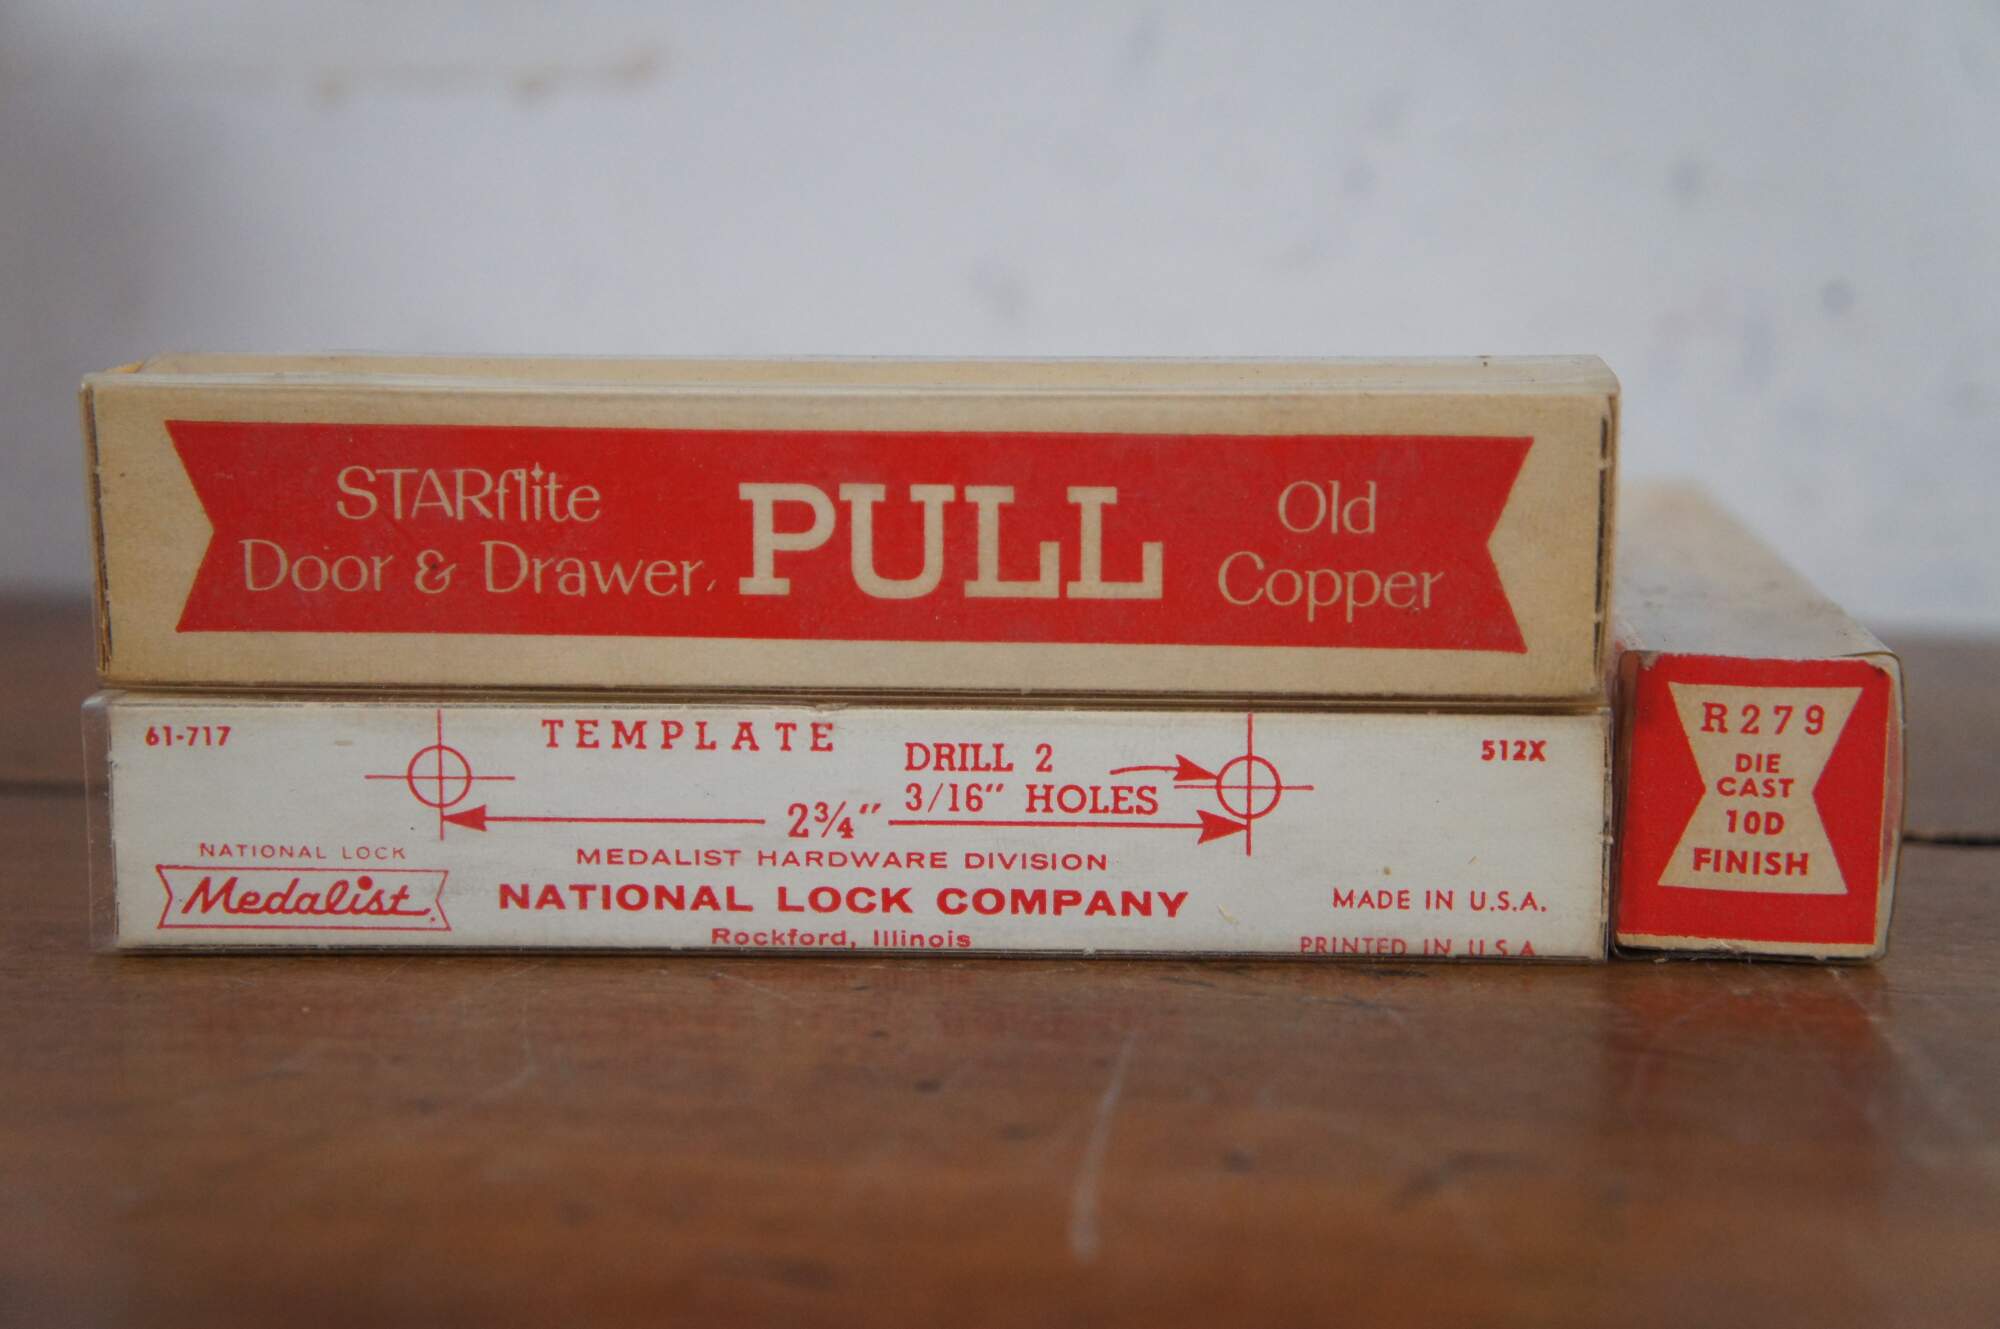 STARflite
Door & Drawer
PULL
Old
Copper
61-717
TEMPLATE
DRILL 2
3/16" HOLES
2¾"
512X
NATIONAL LOCK
Medalist
MEDALIST HARDWARE DIVISION
NATIONAL LOCK COMPANY
Rockford, Illinois
MADE IN U.S.A.
PRINTED IN U.S.A.
R279
DIE
CAST
10D
FINISH